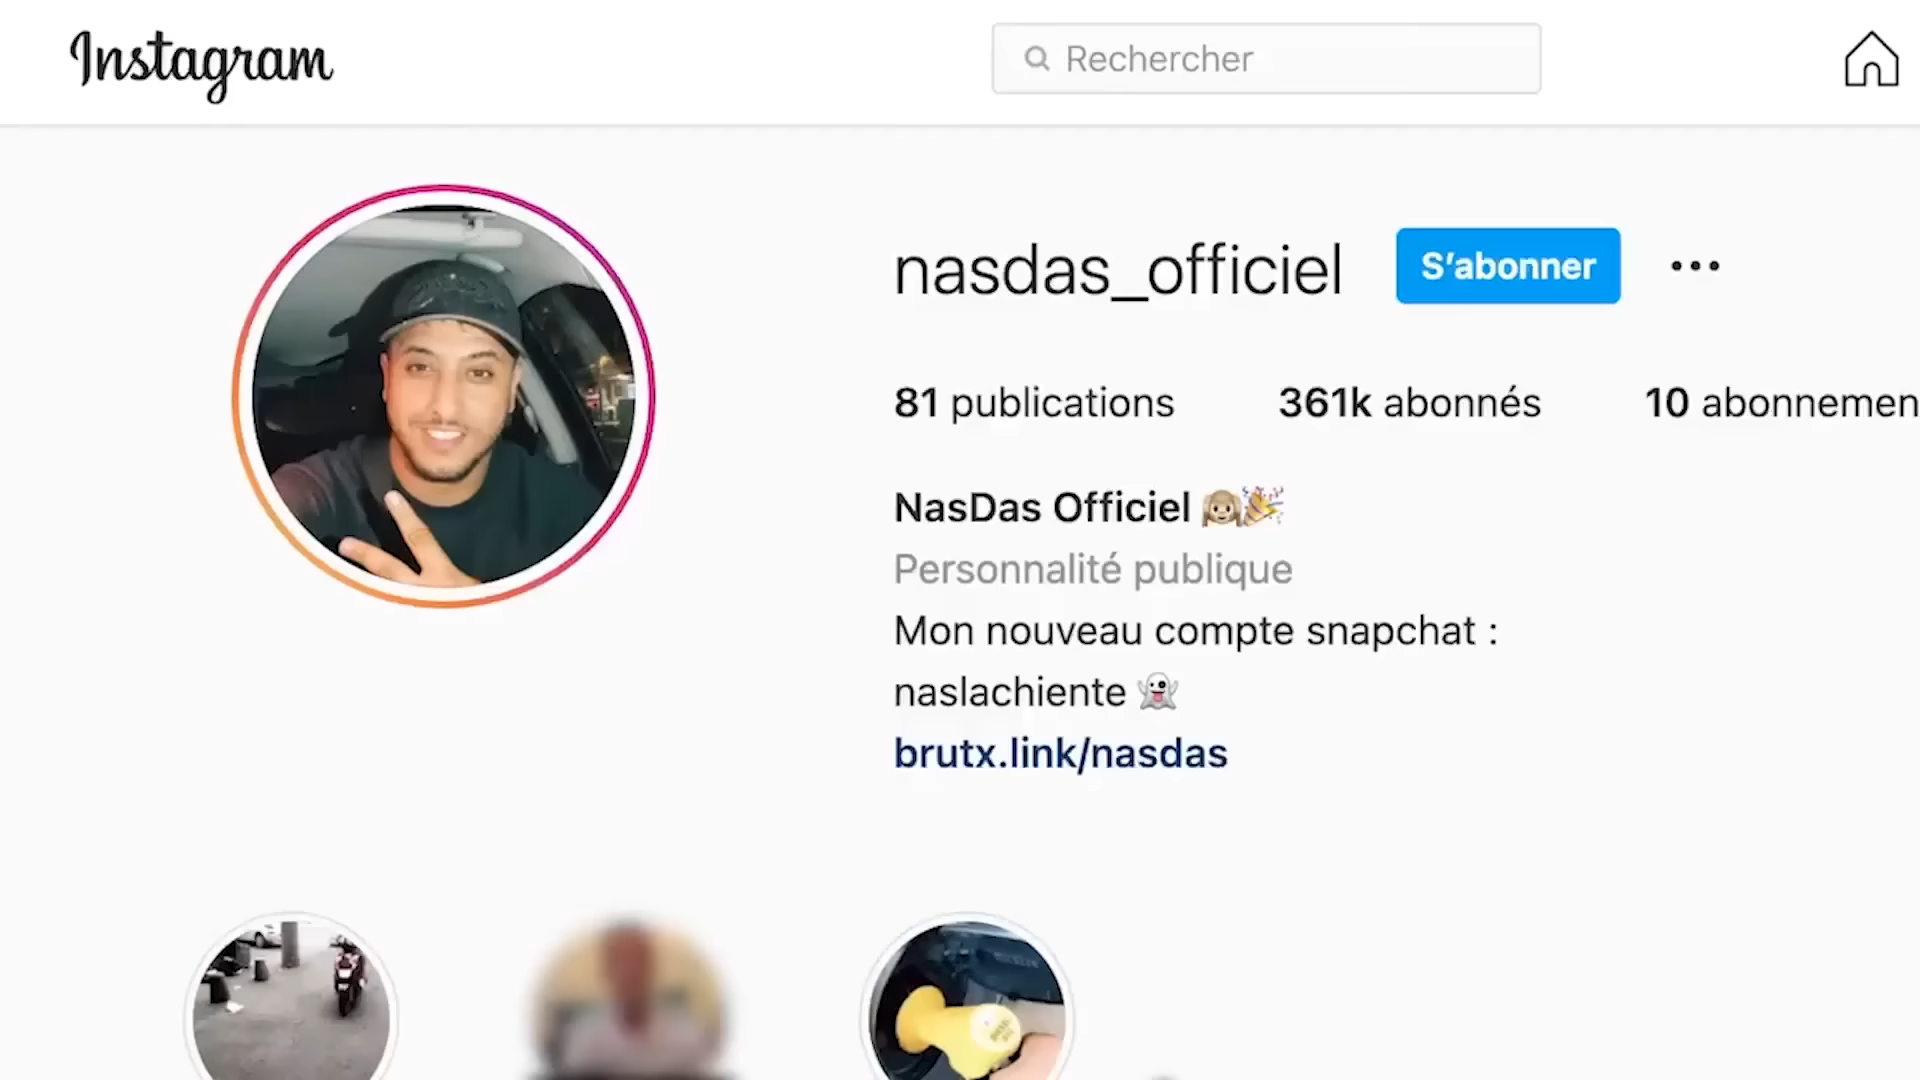 Instagram
Rechercher
nasdas_officiel
S'abonner
81 publications
361k abonnés
10 abonnemen
NasDas Officiel 🙉🎉
Personnalité publique
Mon nouveau compte snapchat :
naslachiente 👻
brutx.link/nasdas